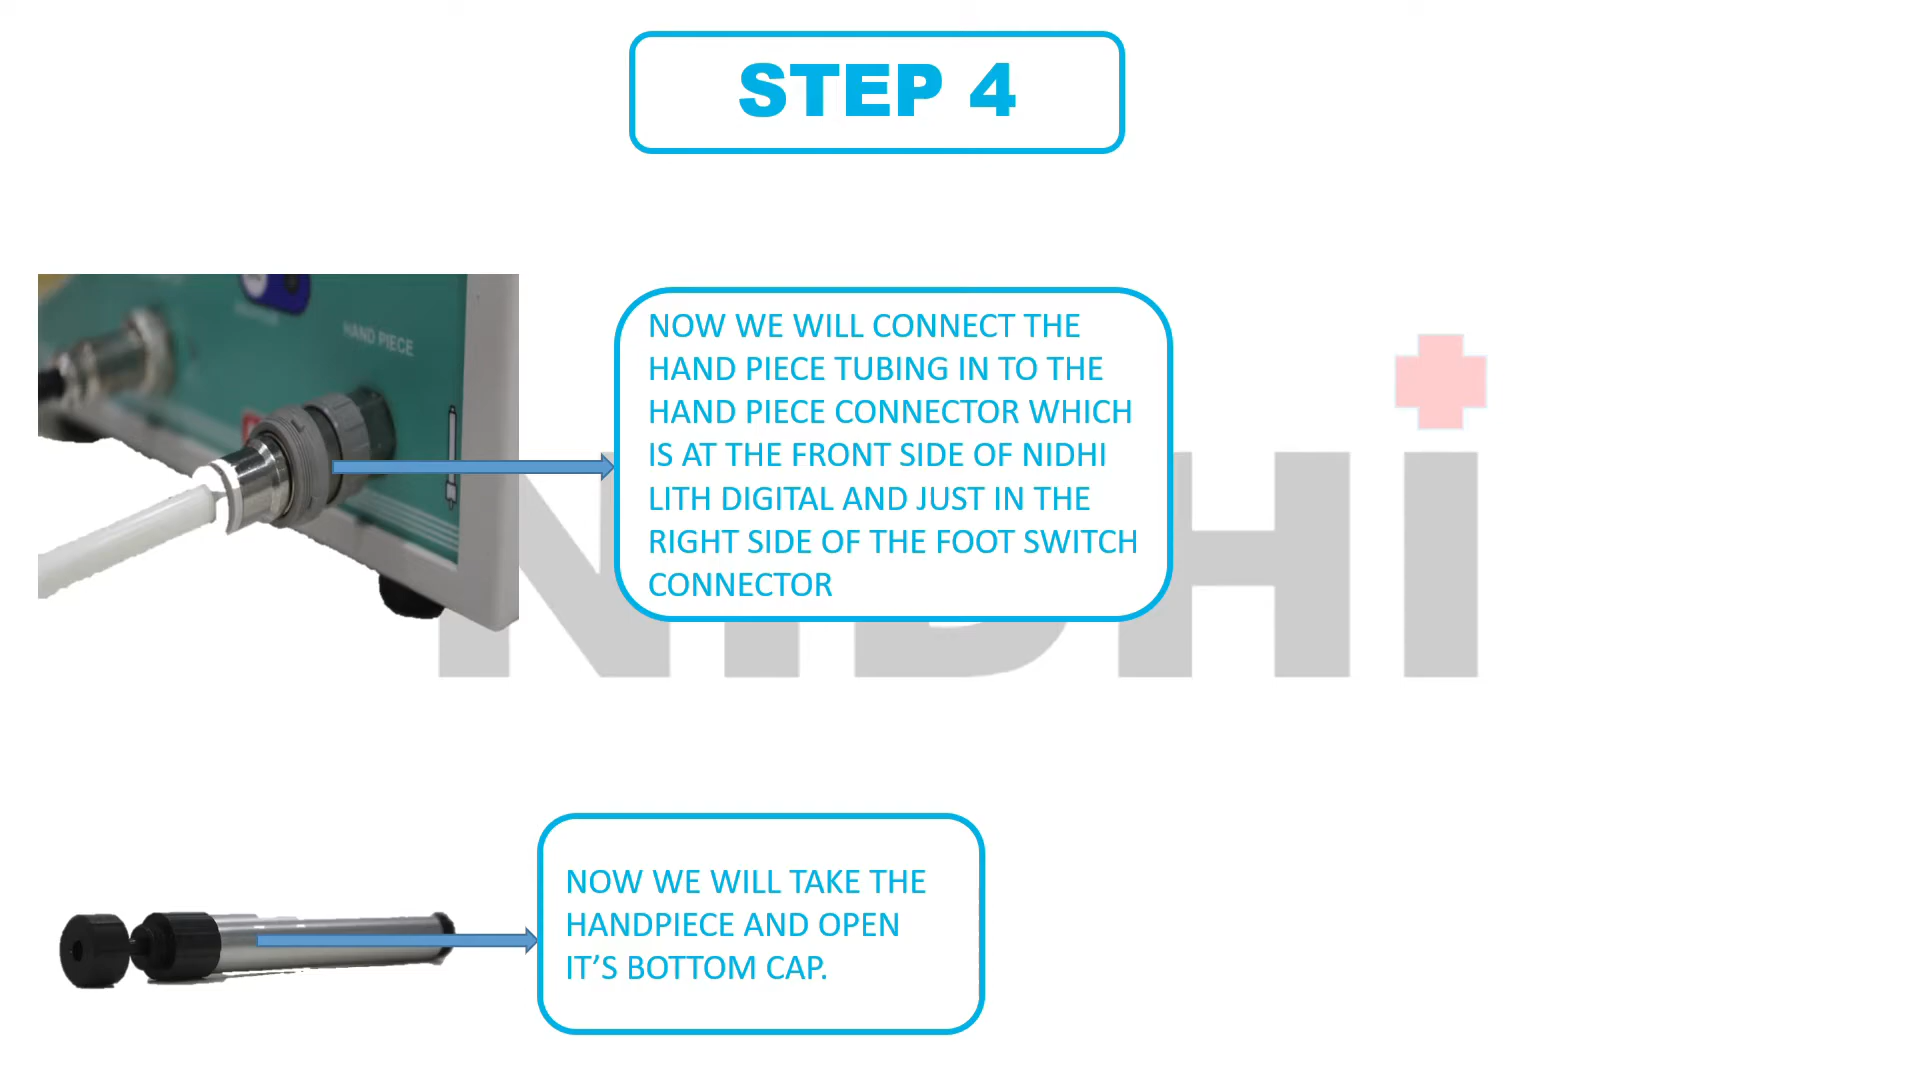 STEP 4
HAND PIECE
NOW WE WILL CONNECT THE
HAND PIECE TUBING IN TO THE
HAND PIECE CONNECTOR WHICH
IS AT THE FRONT SIDE OF NIDHI
LITH DIGITAL AND JUST IN THE
RIGHT SIDE OF THE FOOT SWITCH
CONNECTOR
NIDHI
NOW WE WILL TAKE THE
HANDPIECE AND OPEN
IT’S BOTTOM CAP.